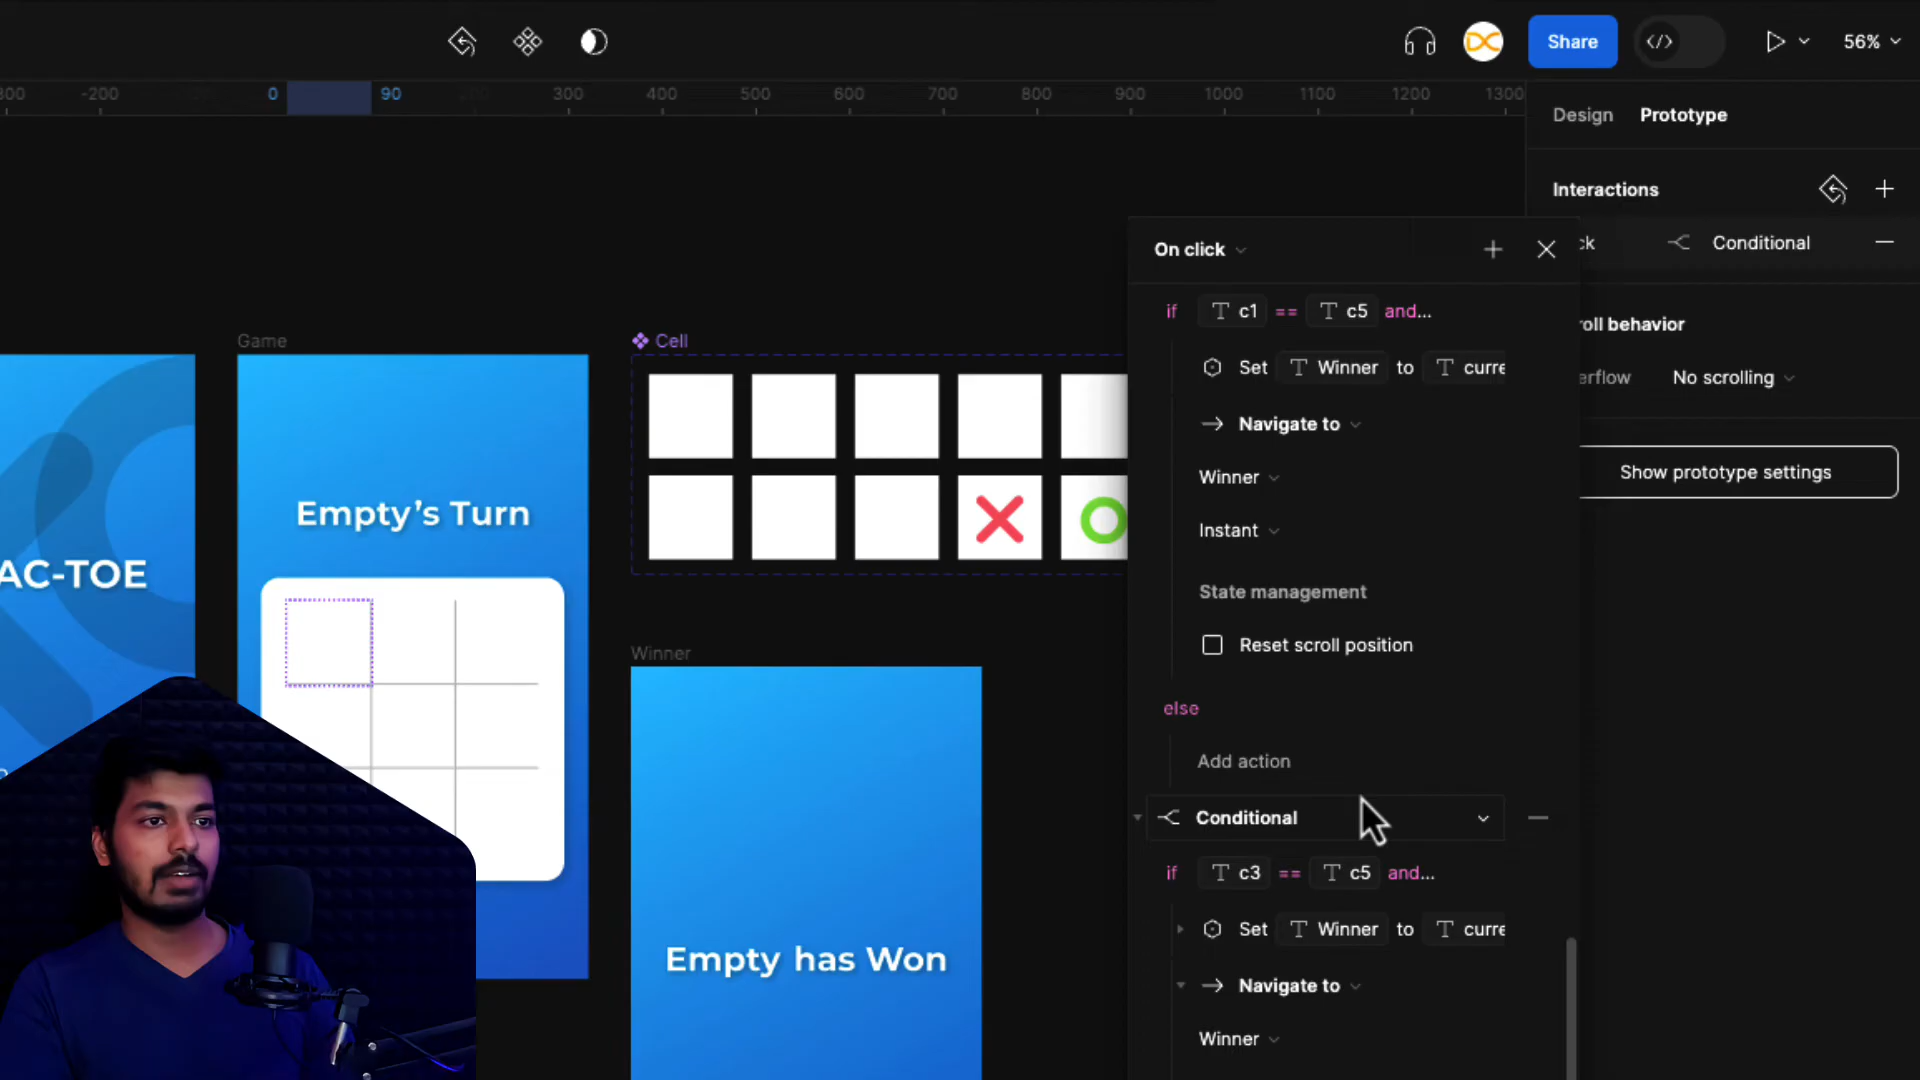 Share
56%
300
-200
0
90
300
400
500
600
700
800
900
1000
1100
1200
1300
Design
Prototype
Interactions
ck
Conditional
On click
if c1 == c5 and...
Set Winner to curre
Navigate to
Winner
Instant
State management
Reset scroll position
else
Add action
Conditional
if c3 == c5 and...
Set Winner to curre
Navigate to
Winner
roll behavior
erflow
No scrolling
Show prototype settings
Game
Empty's Turn
AC-TOE
Cell
Winner
Empty has Won